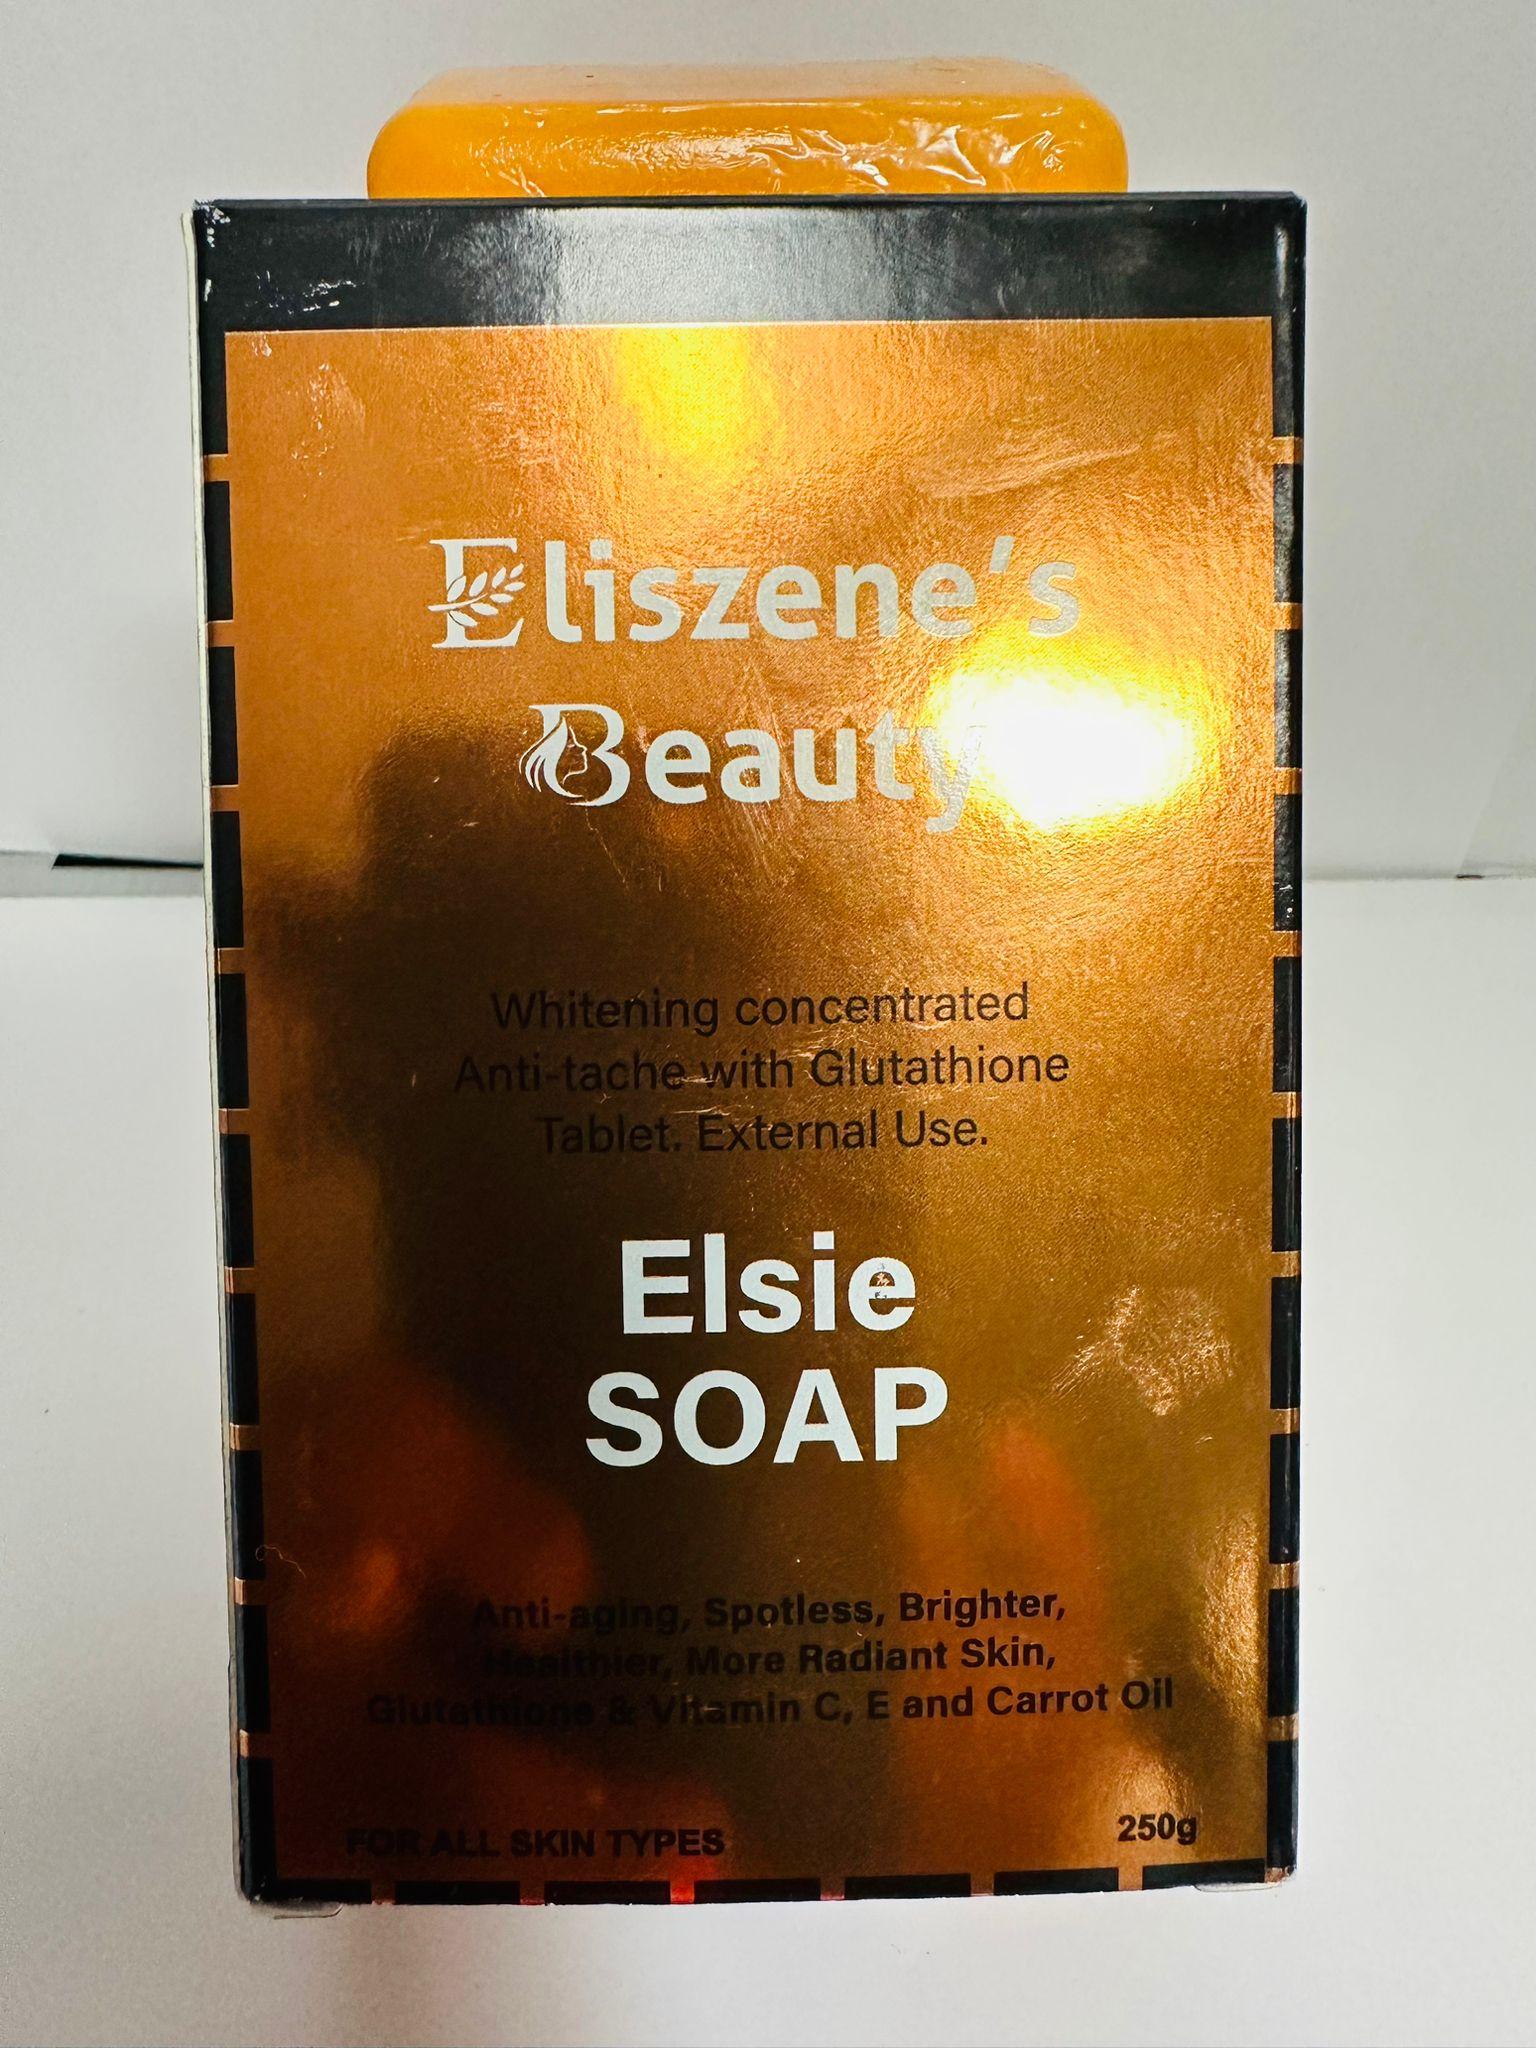 Eliszene's
Beauty
Whitening concentrated
Anti-tache with Glutathione
Tablet. External Use.
Elsie
SOAP
Anti-aging, Spotless, Brighter,
Healthier, More Radiant Skin,
Glutathione & Vitamin C, E and Carrot Oil
FOR ALL SKIN TYPES
250g